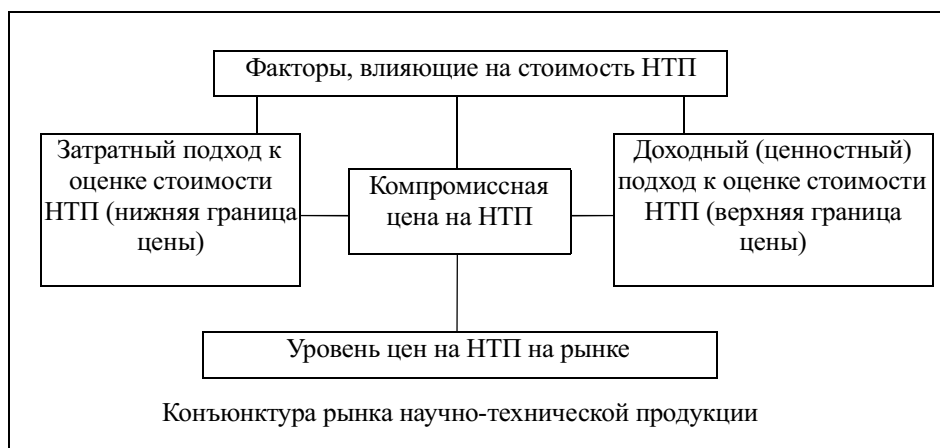 Факторы, влияющие на стоимость НТП
Затратный подход к
оценке стоимости
НТП (нижняя граница
цены)
Компромиссная
цена на НТП
Доходный (ценностный)
подход к оценке стоимости
НТП (верхняя граница
цены)
Уровень цен на НТП на рынке
Конъюнктура рынка научно-технической продукции